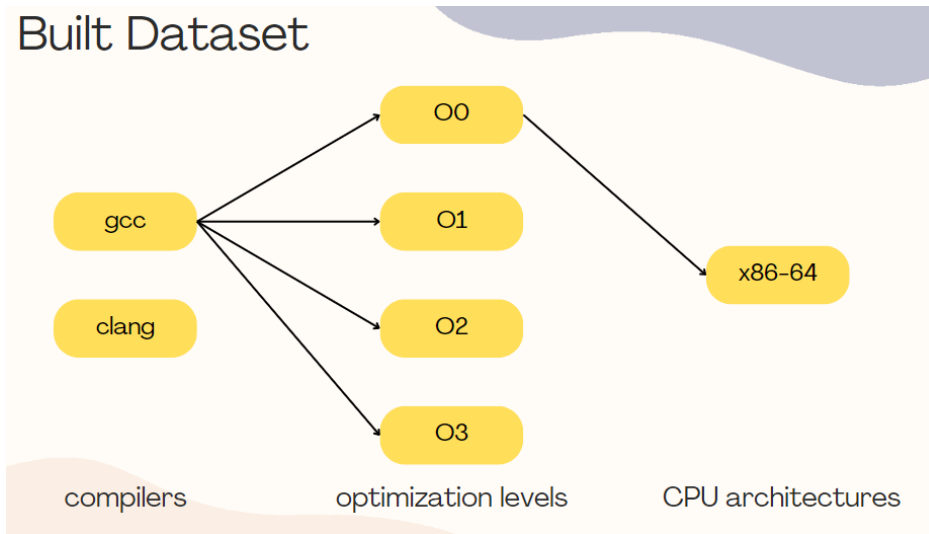 Built Dataset
O0
gcc
O1
x86-64
clang
O2
O3
compilers
optimization levels
CPU architectures